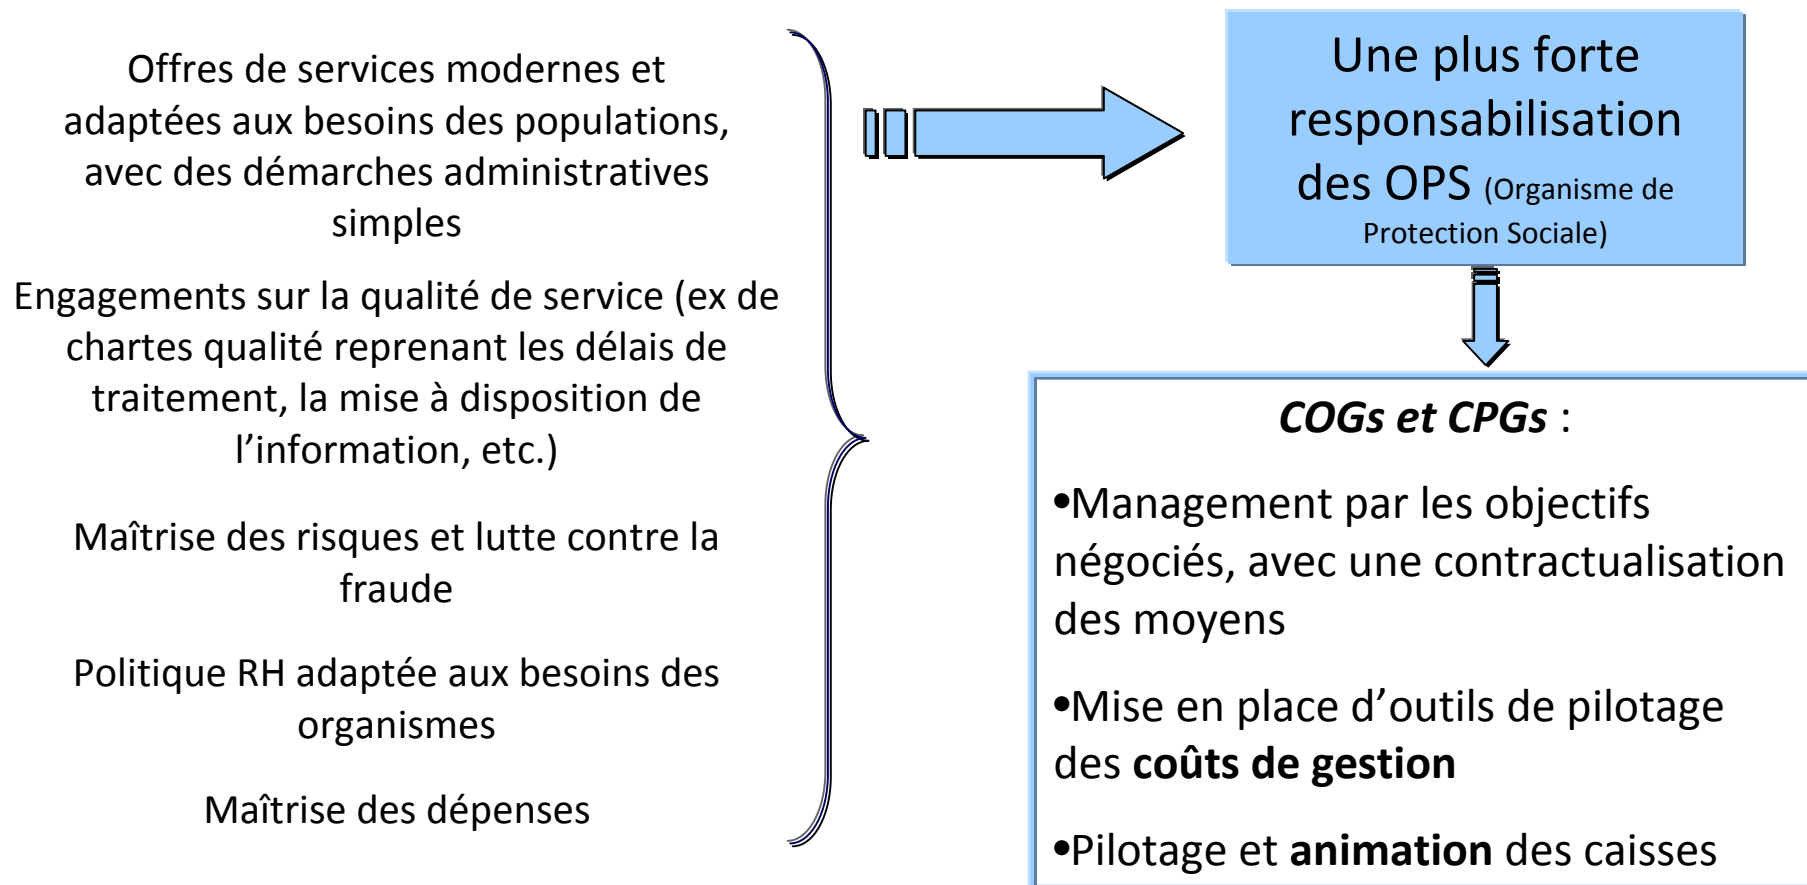 Offres de services modernes et
adaptées aux besoins des populations,
avec des démarches administratives
simples
Engagements sur la qualité de service (ex de
chartes qualité reprenant les délais de
traitement, la mise à disposition de
l’information, etc.)
Maîtrise des risques et lutte contre la
fraude
Politique RH adaptée aux besoins des
organismes
Maîtrise des dépenses
Une plus forte
responsabilisation
des OPS (Organisme de
Protection Sociale)
COGs et CPGs :
•Management par les objectifs
négociés, avec une contractualisation
des moyens
•Mise en place d’outils de pilotage
des coûts de gestion
•Pilotage et animation des caisses